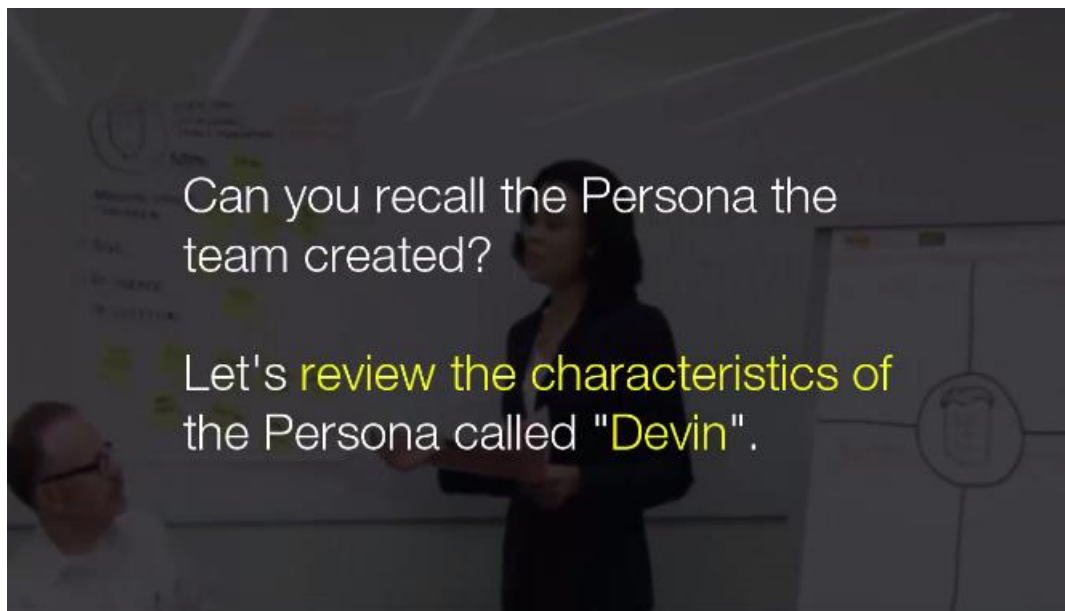 Can you recall the Persona the
team created?
Let's review the characteristics of
the Persona called "Devin".